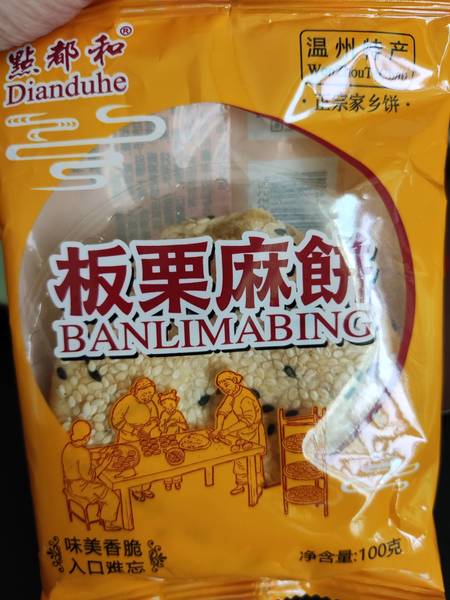 點都和®
Dianduhe
温州特产
·正宗家乡饼·
板栗麻餅
BANLIMABING
味美香脆
入口难忘
净含量:100克